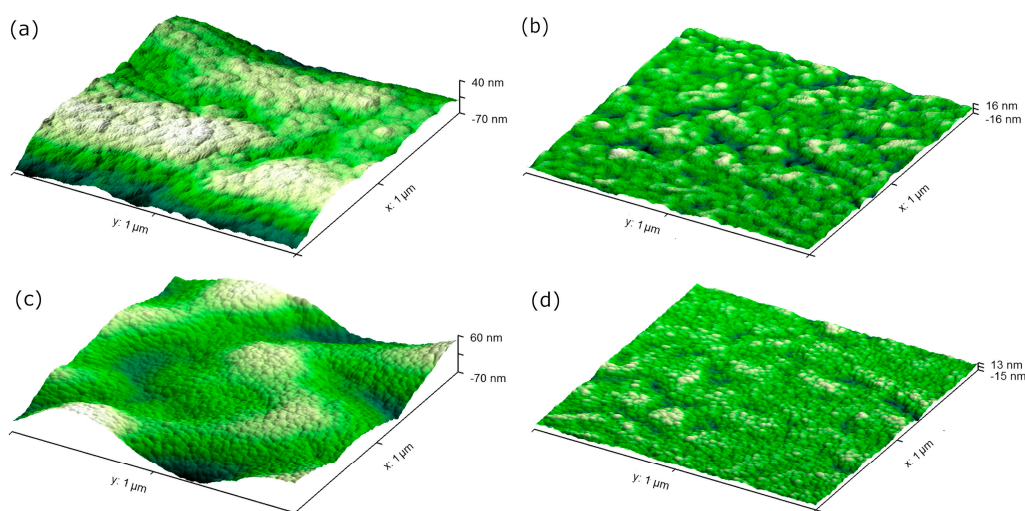 (a)
40 nm
-70 nm
x: 1 µm
y: 1 µm
(b)
16 nm
-16 nm
x: 1 µm
y: 1 µm
(c)
60 nm
-70 nm
x: 1 µm
y: 1 µm
(d)
13 nm
-15 nm
x: 1 µm
y: 1 µm